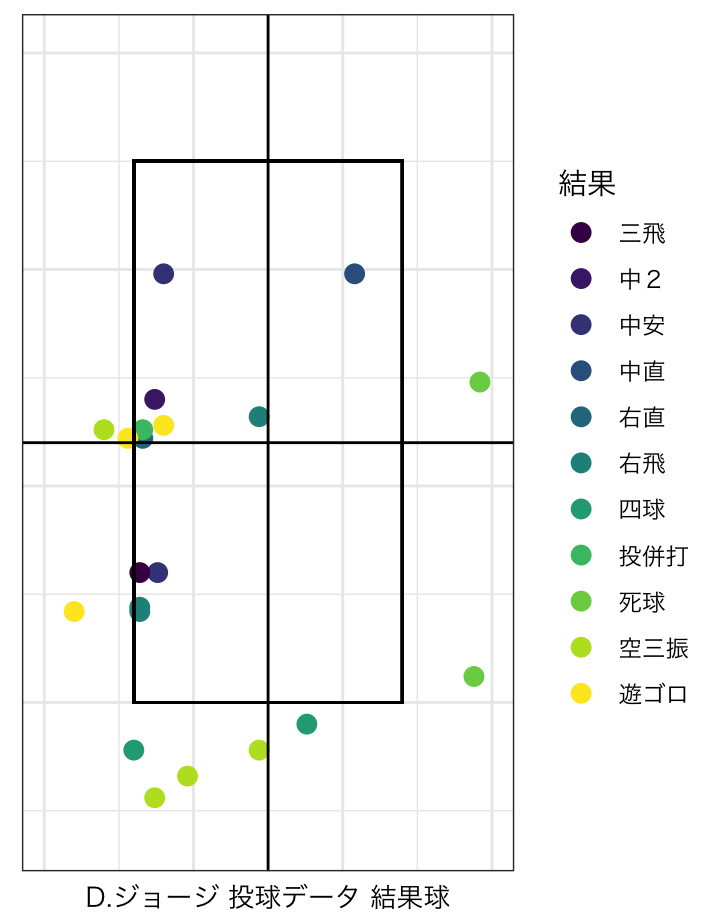 結果
三飛
中２
中安
中直
右直
右飛
四球
投併打
死球
空三振
遊ゴロ
D.ジョージ 投球データ 結果球